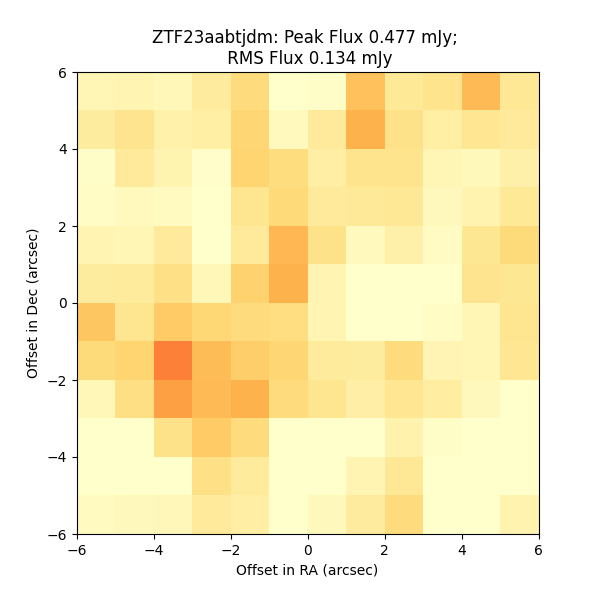 ZTF23aabtjdm: Peak Flux 0.477 mJy;
RMS Flux 0.134 mJy
6
4
2
0
−2
−4
−6
Offset in Dec (arcsec)
−6 −4 −2 0 2 4 6
Offset in RA (arcsec)